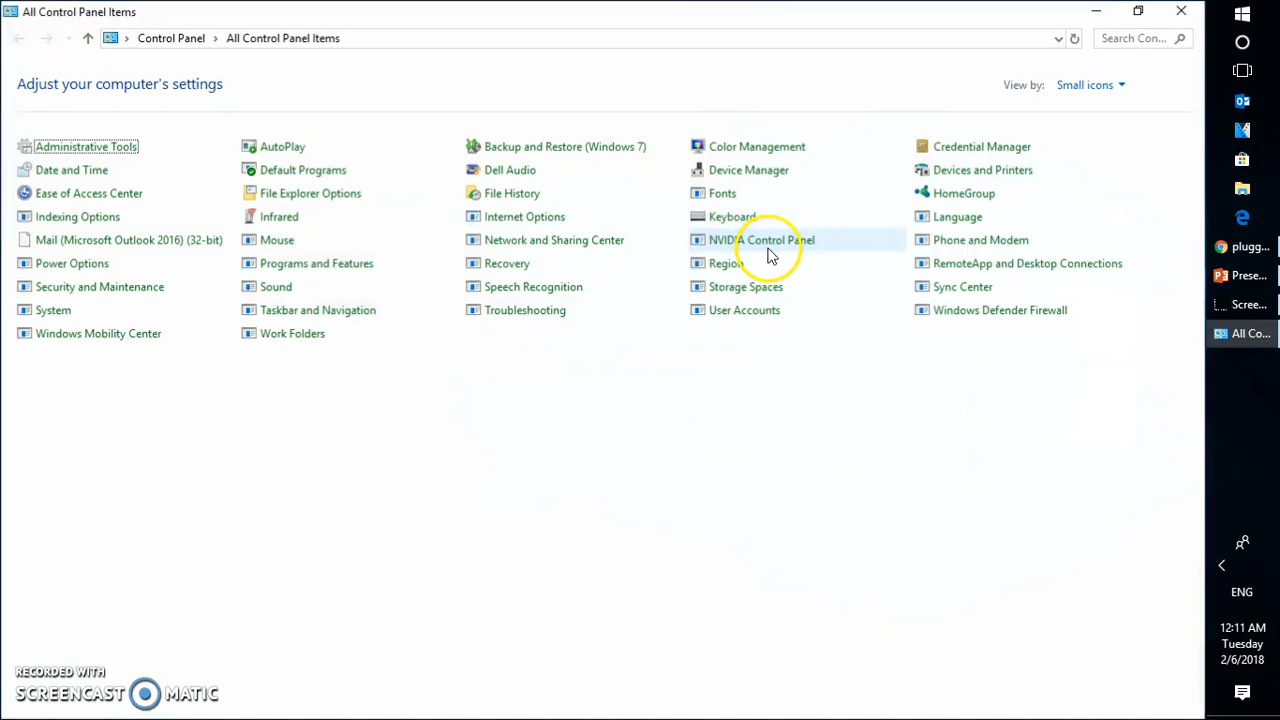 All Control Panel Items
Control Panel > All Control Panel Items
Search Con...
Adjust your computer's settings
View by: Small icons
Administrative Tools
AutoPlay
Backup and Restore (Windows 7)
Color Management
Credential Manager
Date and Time
Default Programs
Dell Audio
Device Manager
Devices and Printers
Ease of Access Center
File Explorer Options
File History
Fonts
HomeGroup
Indexing Options
Infrared
Internet Options
Keyboard
Language
Mail (Microsoft Outlook 2016) (32-bit)
Mouse
Network and Sharing Center
NVIDIA Control Panel
Phone and Modem
Power Options
Programs and Features
Recovery
Region
RemoteApp and Desktop Connections
Security and Maintenance
Sound
Speech Recognition
Storage Spaces
Sync Center
System
Taskbar and Navigation
Troubleshooting
User Accounts
Windows Defender Firewall
Windows Mobility Center
Work Folders
plugg...
Prese...
Scree...
All Co...
ENG
12:11 AM
Tuesday
2/6/2018
RECORDED WITH
SCREENCAST MATIC